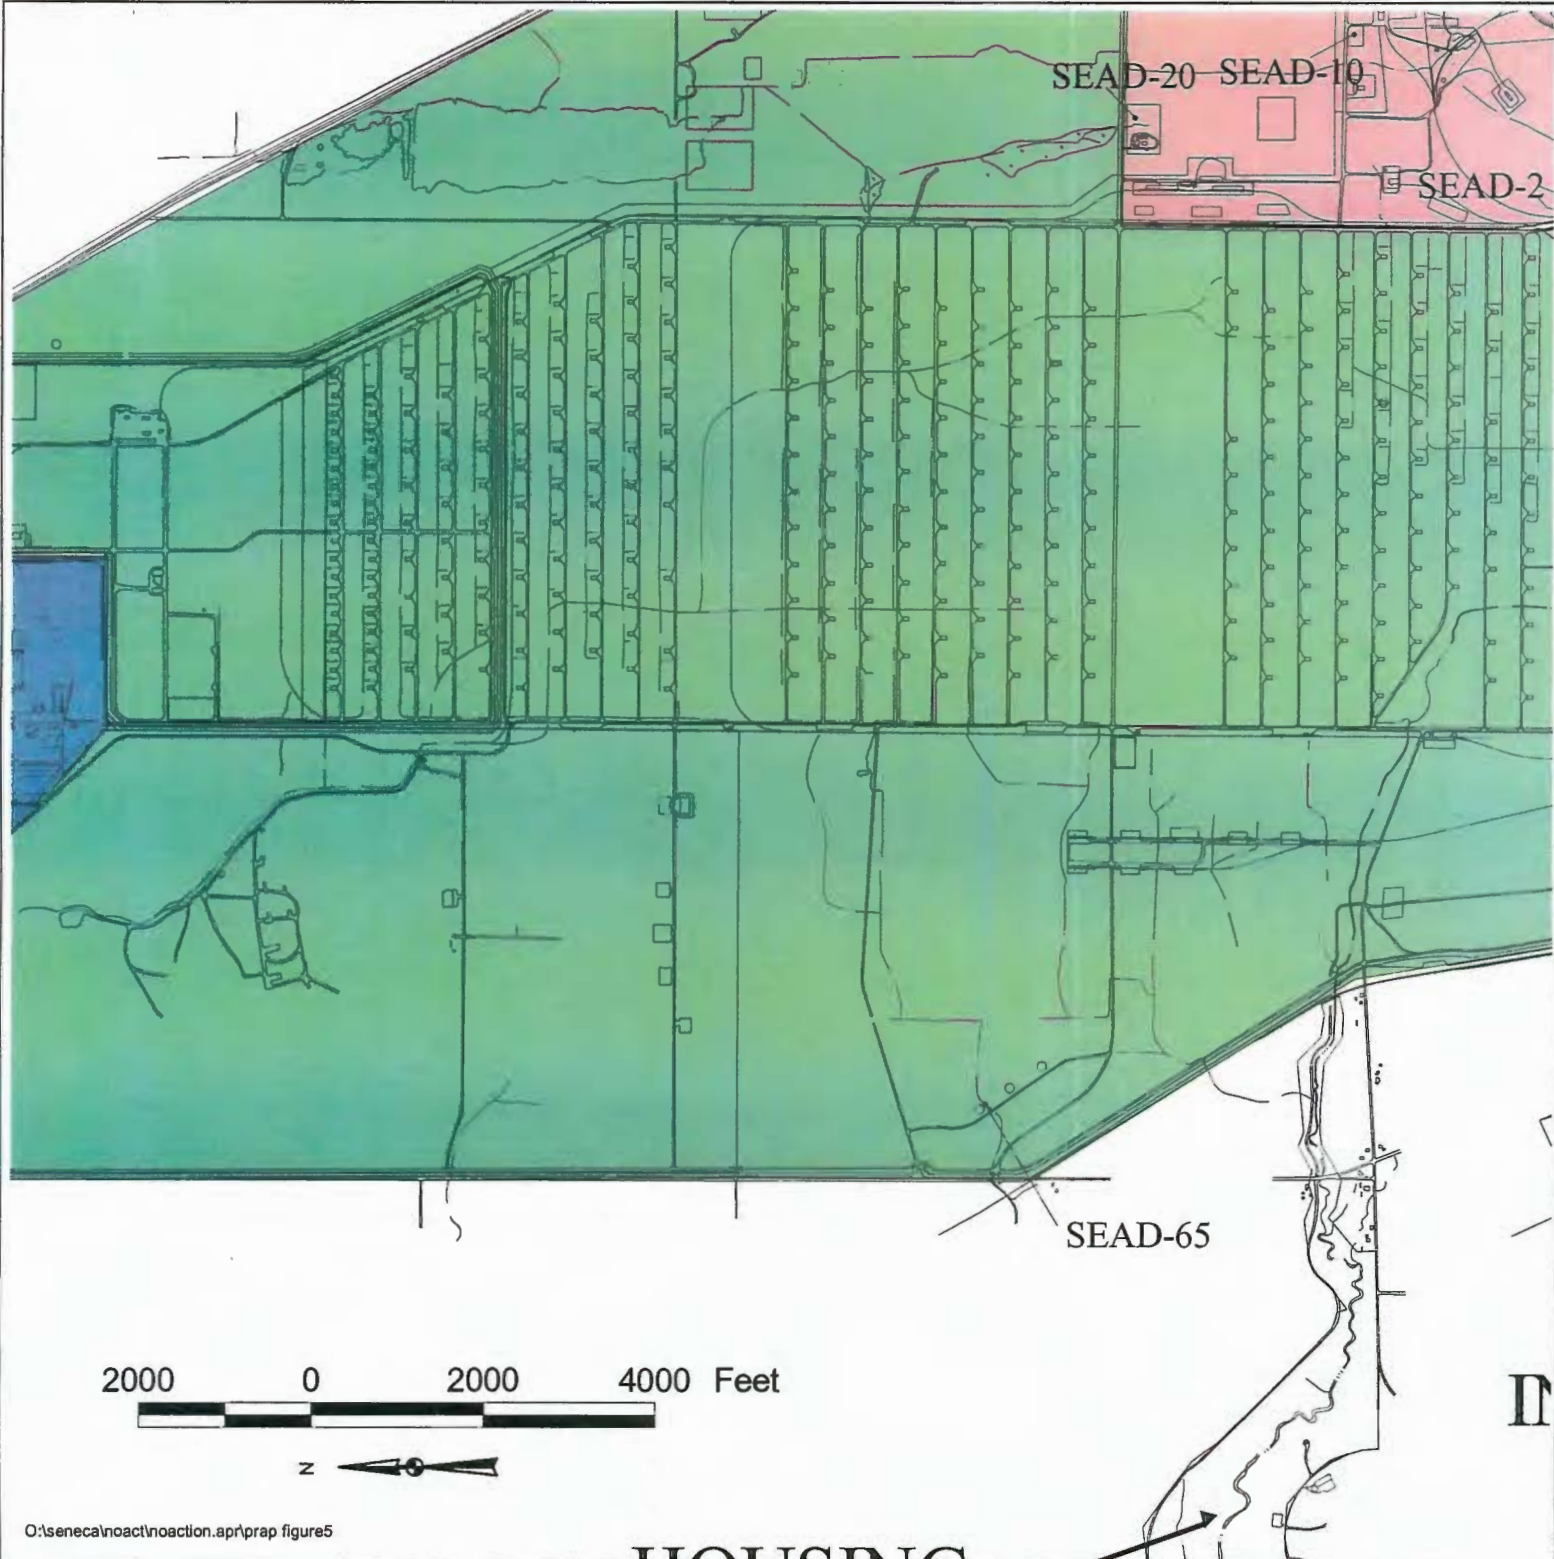 SEAD-20 SEAD-10
SEAD-2
SEAD-65
2000 0 2000 4000 Feet
N
O:\seneca\noact\noaction.apr\prap figure5
HOUSING